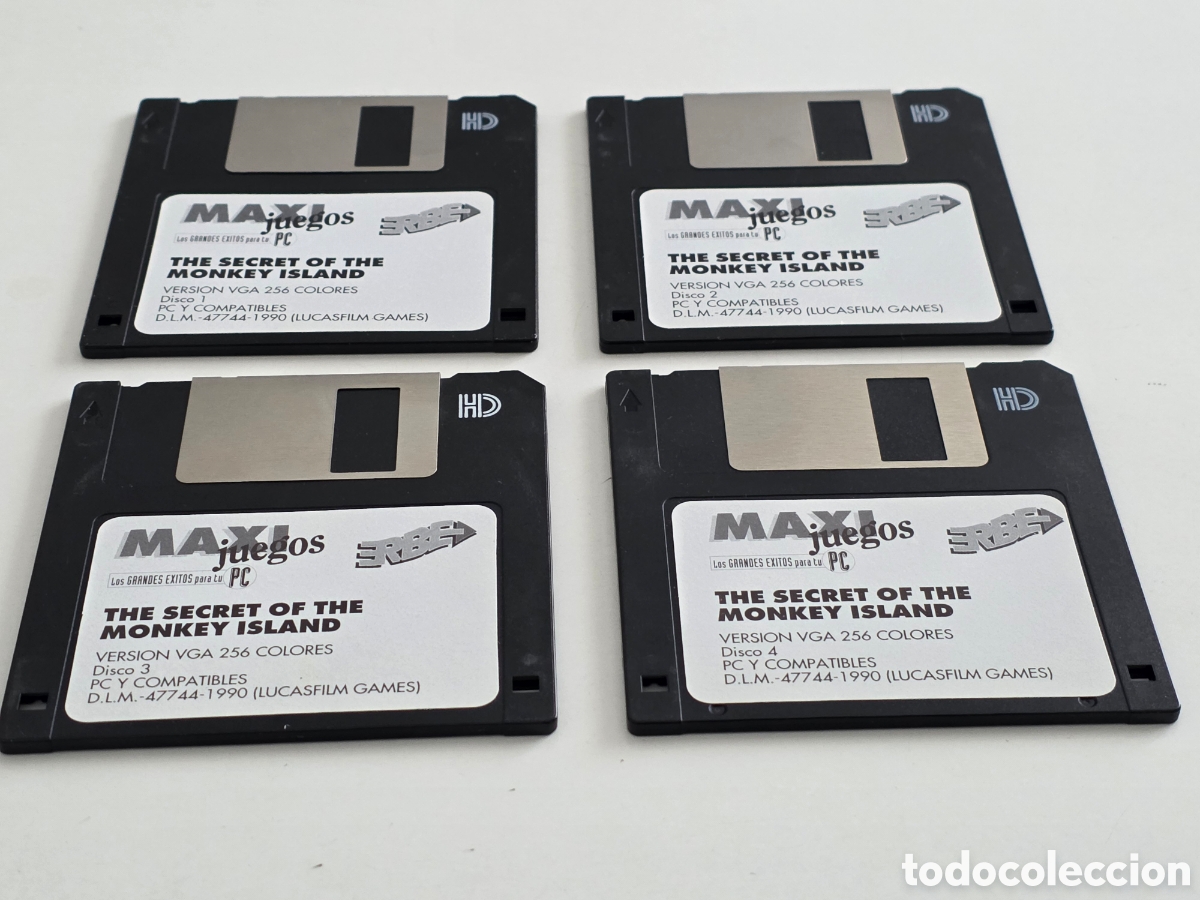 HD
MAXI
juegos
ERBE
Los GRANDES EXITOS para tu PC
THE SECRET OF THE
MONKEY ISLAND
VERSION VGA 256 COLORES
Disco 1
PC Y COMPATIBLES
D.L.M.-47744-1990 (LUCASFILM GAMES)
HD
MAXI
juegos
ERBE
Los GRANDES EXITOS para tu PC
THE SECRET OF THE
MONKEY ISLAND
VERSION VGA 256 COLORES
Disco 2
PC Y COMPATIBLES
D.L.M.-47744-1990 (LUCASFILM GAMES)
HD
MAXI
juegos
ERBE
Los GRANDES EXITOS para tu PC
THE SECRET OF THE
MONKEY ISLAND
VERSION VGA 256 COLORES
Disco 3
PC Y COMPATIBLES
D.L.M.-47744-1990 (LUCASFILM GAMES)
HD
MAXI
juegos
ERBE
Los GRANDES EXITOS para tu PC
THE SECRET OF THE
MONKEY ISLAND
VERSION VGA 256 COLORES
Disco 4
PC Y COMPATIBLES
D.L.M.-47744-1990 (LUCASFILM GAMES)
todocoleccion